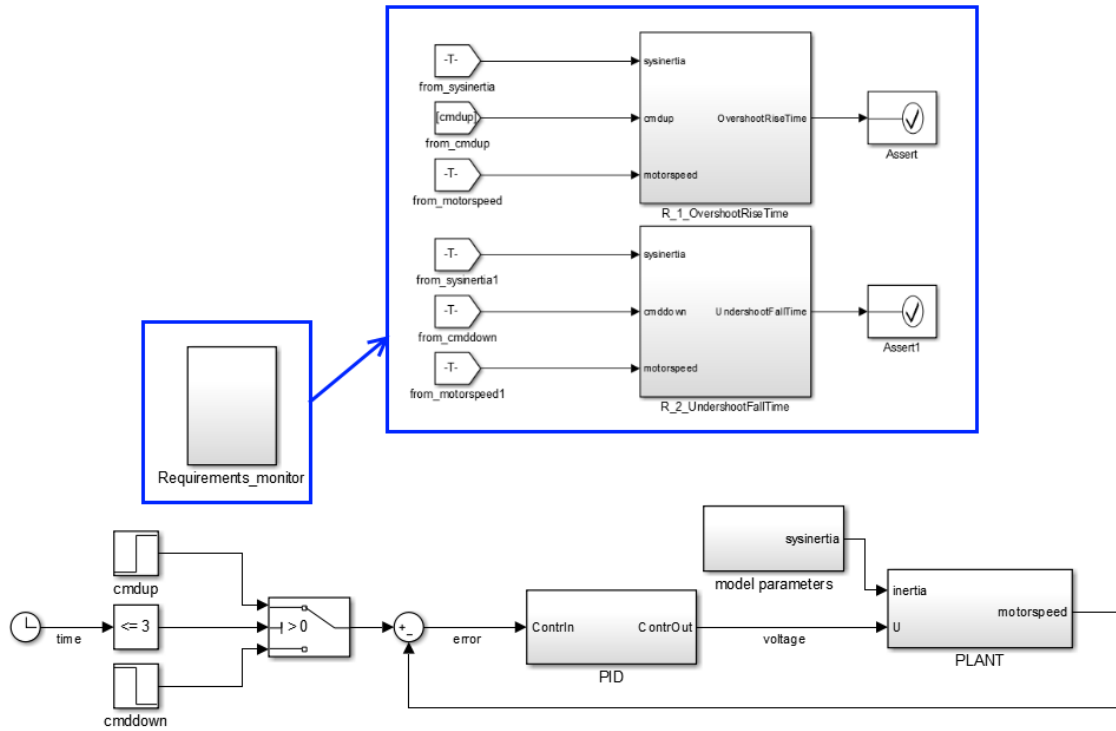 -T-
from_sysinertia
[cmdup]
from_cmdup
-T-
from_motorspeed
sysinertia
cmdup
motorspeed
OvershootRiseTime
R_1_OvershootRiseTime
Assert
-T-
from_sysinertia1
-T-
from_cmddown
-T-
from_motorspeed1
sysinertia
cmddown
motorspeed
UndershootFallTime
R_2_UndershootFallTime
Assert1
Requirements_monitor
cmdup
time
<= 3
cmddown
> 0
+
-
error
ContrIn
ContrOut
PID
voltage
sysinertia
model parameters
inertia
U
motorspeed
PLANT